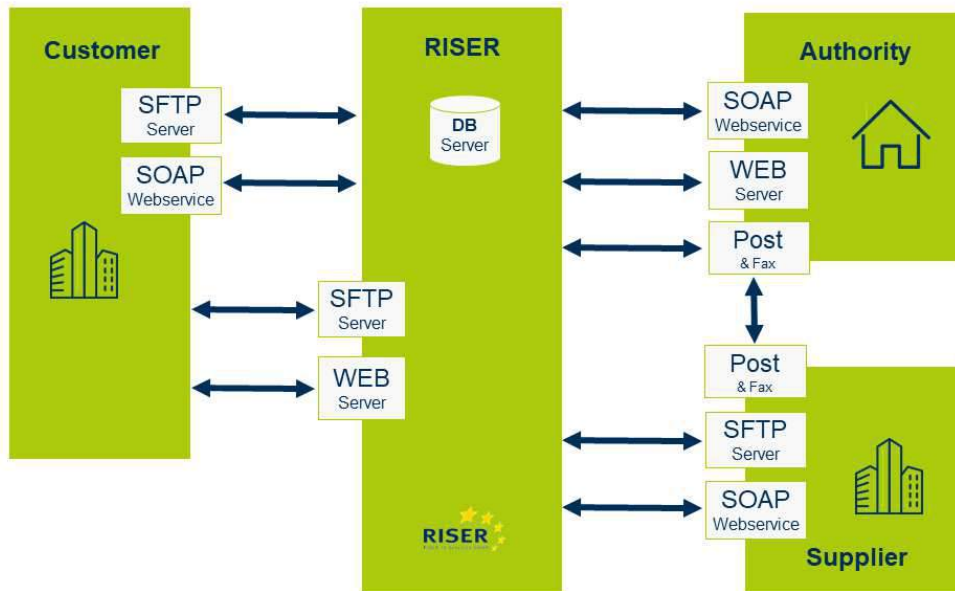 Customer
SFTP
Server
SOAP
Webservice
RISER
DB
Server
SFTP
Server
WEB
Server
RISER
Authority
SOAP
Webservice
WEB
Server
Post
& Fax
Post
& Fax
SFTP
Server
SOAP
Webservice
Supplier